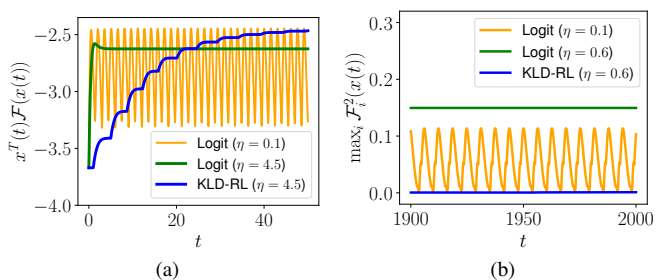 −2.5
−3.0
−3.5
−4.0
x^T(t)F(x(t))
Logit (η = 0.1)
Logit (η = 4.5)
KLD-RL (η = 4.5)
0 20 40
t
(a)
0.3
0.2
0.1
0.0
max_i F_i^2(x(t))
Logit (η = 0.1)
Logit (η = 0.6)
KLD-RL (η = 0.6)
1900 1950 2000
t
(b)